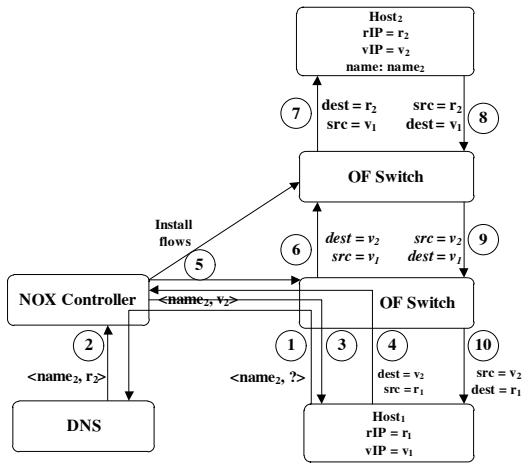 Host₂
rIP = r₂
vIP = v₂
name: name₂
7
dest = r₂
src = v₁
src = r₂
dest = v₁
8
OF Switch
Install
flows
5
6
dest = v₂
src = v₁
src = v₂
dest = v₁
9
NOX Controller
<name₂, v₂>
OF Switch
2
<name₂, r₂>
1
<name₂, ?>
3
4
dest = v₂
src = r₁
10
src = v₂
dest = r₁
DNS
Host₁
rIP = r₁
vIP = v₁